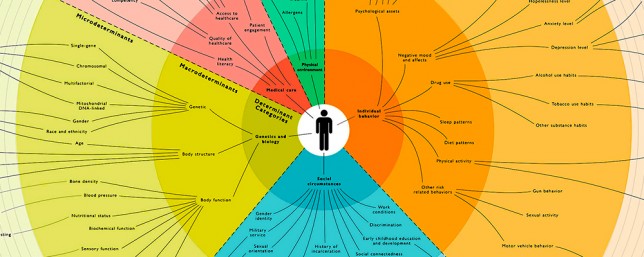 competency
Access to
healthcare
Patient
engagement
Quality of
healthcare
Health
literacy
Medical care
Allergens
Physical
environment
Psychological assets
Hopelessness level
Anxiety level
Depression level
Negative mood
and affects
Alcohol use habits
Drug use
Tobacco use habits
Other substance habits
Individual
behavior
Sleep patterns
Diet patterns
Physical activity
Other risk
related behaviors
Gun behavior
Sexual activity
Motor vehicle behavior
Microdeterminants
Macrodeterminants
Determinant
Categories
Single-gene
Chromosomal
Multifactorial
Mitochondrial
DNA-linked
Gender
Race and ethnicity
Age
Genetic
Genetics and
biology
Body structure
Bone density
Blood pressure
Nutritional status
Biochemical function
Sensory function
Body function
Social
circumstances
Gender
identity
Military
service
Sexual
orientation
History of
incarceration
Work
conditions
Discrimination
Early childhood education
and development
Social connectedness